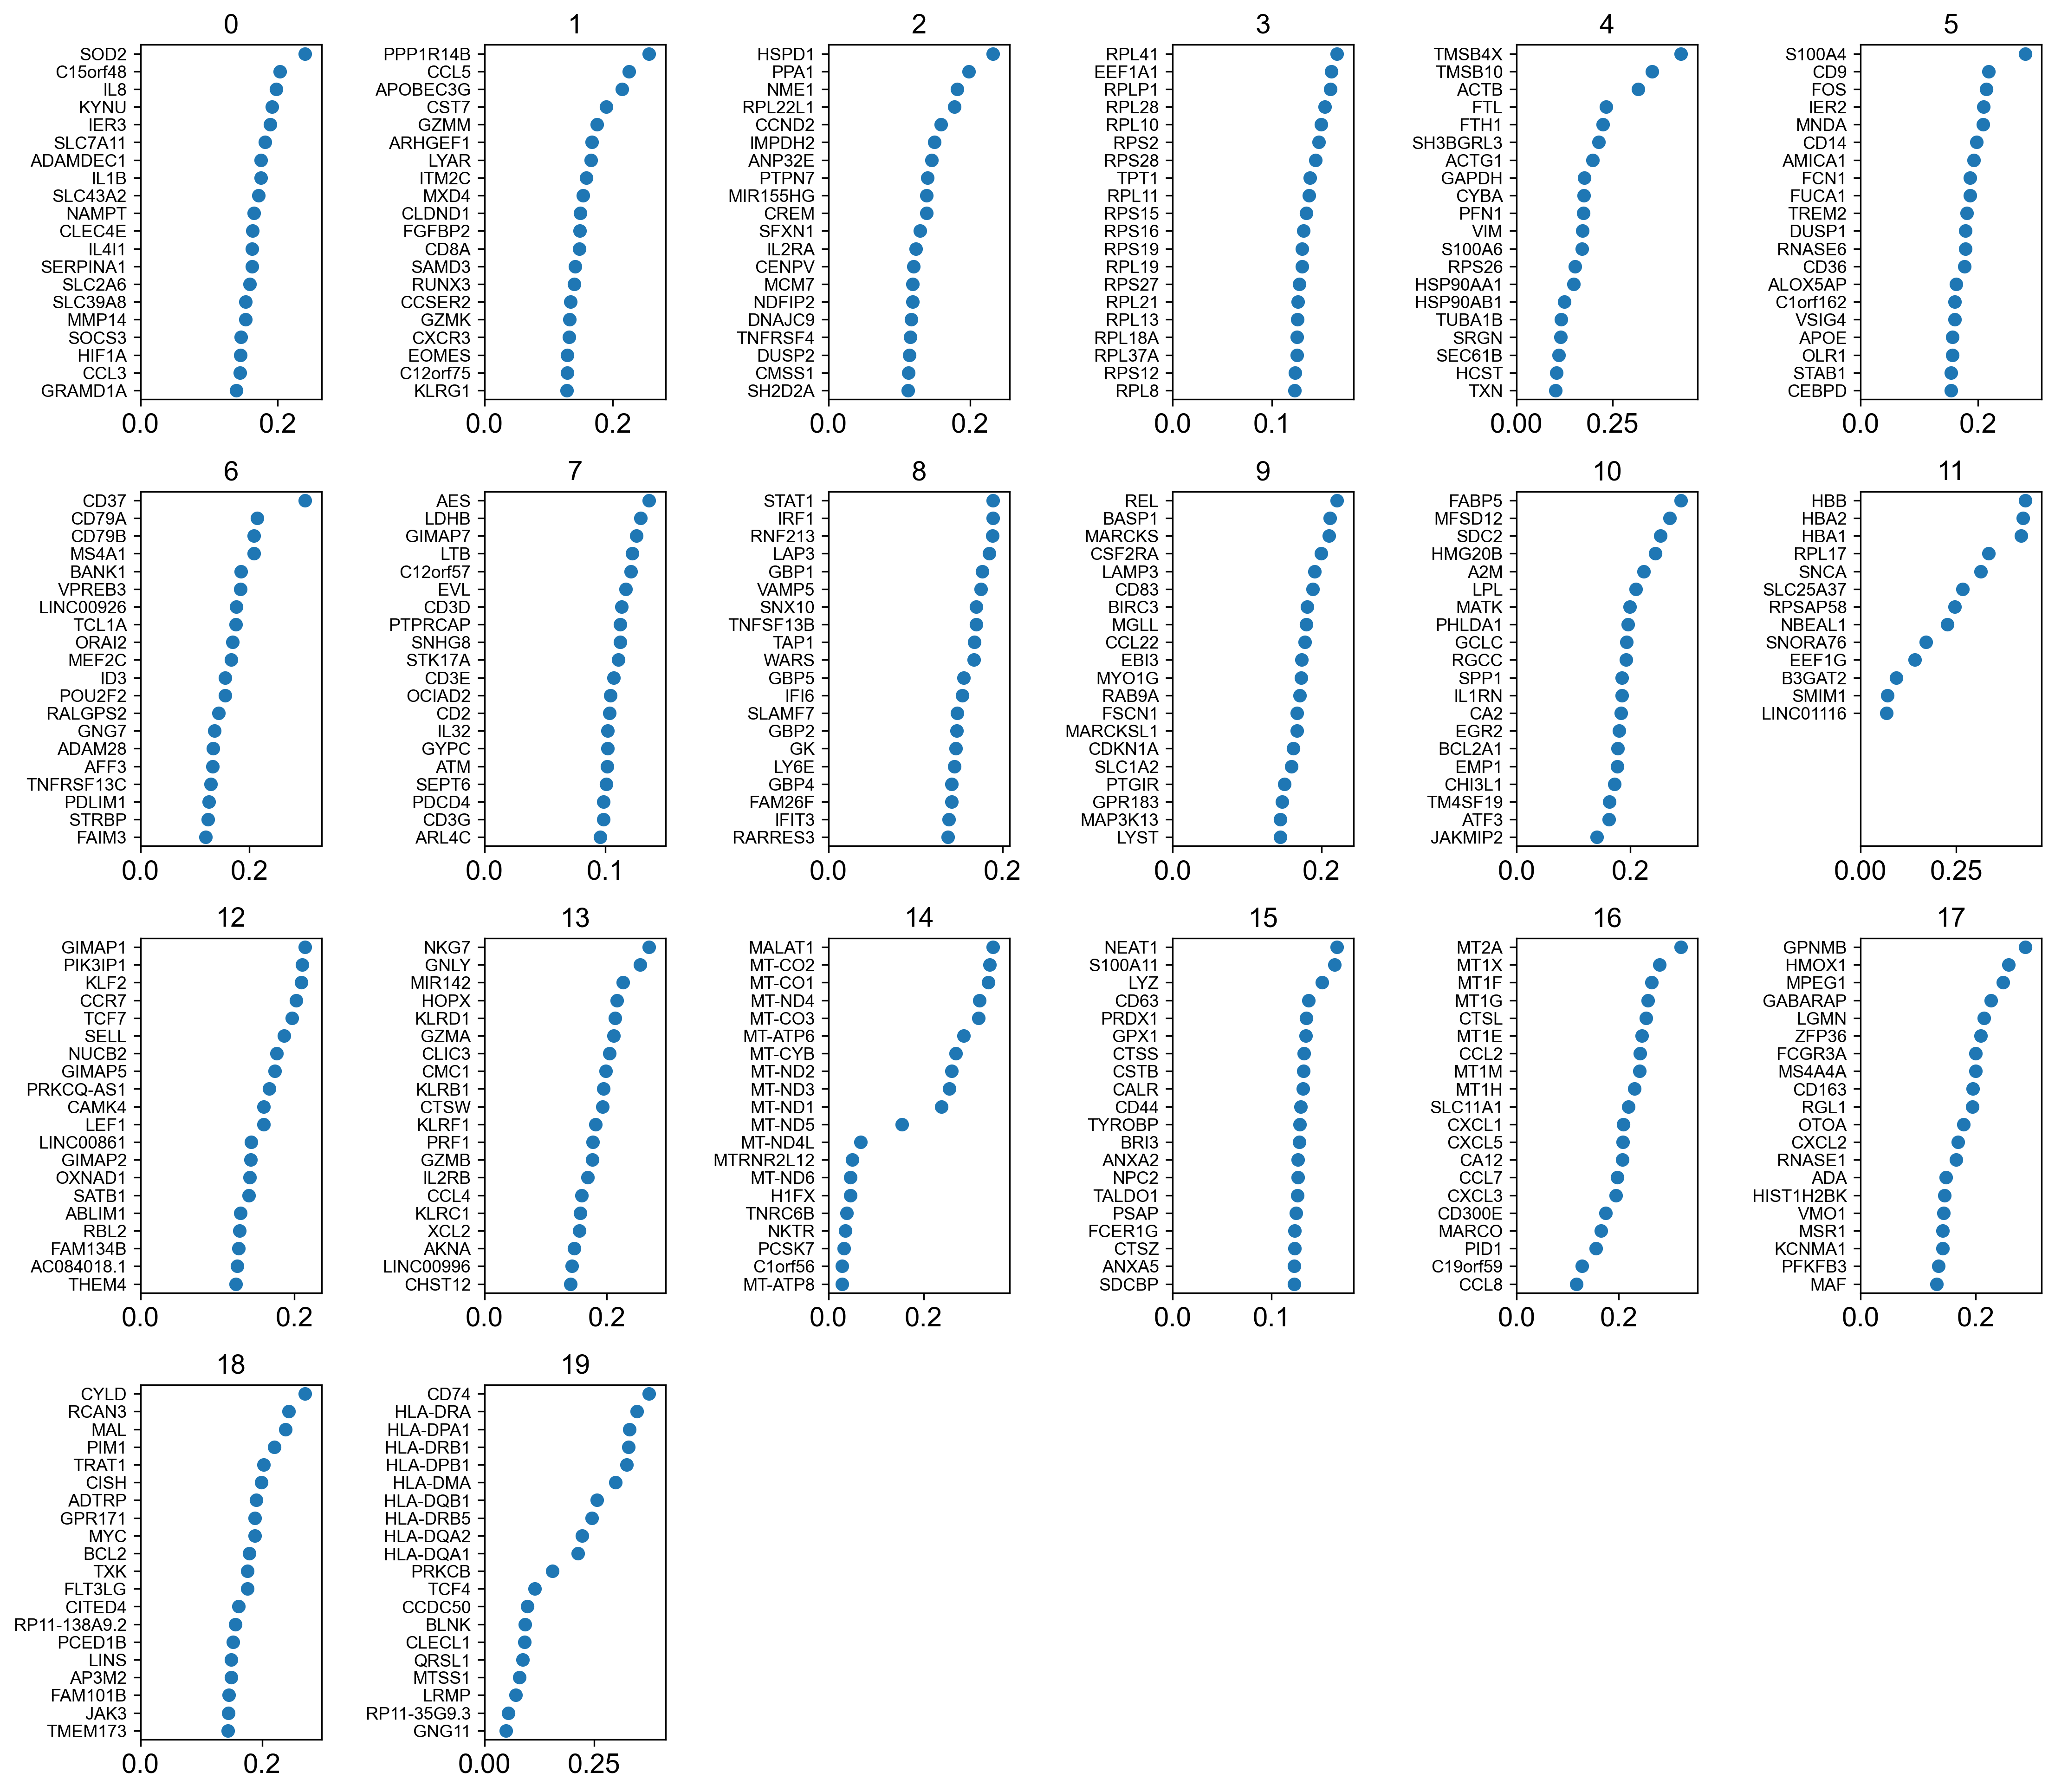 0
SOD2
C15orf48
IL8
KYNU
IER3
SLC7A11
ADAMDEC1
IL1B
SLC43A2
NAMPT
CLEC4E
IL4I1
SERPINA1
SLC2A6
SLC39A8
MMP14
SOCS3
HIF1A
CCL3
GRAMD1A
0.0 0.2
1
PPP1R14B
CCL5
APOBEC3G
CST7
GZMM
ARHGEF1
LYAR
ITM2C
MXD4
CLDND1
FGFBP2
CD8A
SAMD3
RUNX3
CCSER2
GZMK
CXCR3
EOMES
C12orf75
KLRG1
0.0 0.2
2
HSPD1
PPA1
NME1
RPL22L1
CCND2
IMPDH2
ANP32E
PTPN7
MIR155HG
CREM
SFXN1
IL2RA
CENPV
MCM7
NDFIP2
DNAJC9
TNFRSF4
DUSP2
CMSS1
SH2D2A
0.0 0.2
3
RPL41
EEF1A1
RPLP1
RPL28
RPL10
RPS2
RPS28
TPT1
RPL11
RPS15
RPS16
RPS19
RPL19
RPS27
RPL21
RPL13
RPL18A
RPL37A
RPS12
RPL8
0.0 0.1
4
TMSB4X
TMSB10
ACTB
FTL
FTH1
SH3BGRL3
ACTG1
GAPDH
CYBA
PFN1
VIM
S100A6
RPS26
HSP90AA1
HSP90AB1
TUBA1B
SRGN
SEC61B
HCST
TXN
0.00 0.25
5
S100A4
CD9
FOS
IER2
MNDA
CD14
AMICA1
FCN1
FUCA1
TREM2
DUSP1
RNASE6
CD36
ALOX5AP
C1orf162
VSIG4
APOE
OLR1
STAB1
CEBPD
0.0 0.2
6
CD37
CD79A
CD79B
MS4A1
BANK1
VPREB3
LINC00926
TCL1A
ORAI2
MEF2C
ID3
POU2F2
RALGPS2
GNG7
ADAM28
AFF3
TNFRSF13C
PDLIM1
STRBP
FAIM3
0.0 0.2
7
AES
LDHB
GIMAP7
LTB
C12orf57
EVL
CD3D
PTPRCAP
SNHG8
STK17A
CD3E
OCIAD2
CD2
IL32
GYPC
ATM
SEPT6
PDCD4
CD3G
ARL4C
0.0 0.1
8
STAT1
IRF1
RNF213
LAP3
GBP1
VAMP5
SNX10
TNFSF13B
TAP1
WARS
GBP5
IFI6
SLAMF7
GBP2
GK
LY6E
GBP4
FAM26F
IFIT3
RARRES3
0.0 0.2
9
REL
BASP1
MARCKS
CSF2RA
LAMP3
CD83
BIRC3
MGLL
CCL22
EBI3
MYO1G
RAB9A
FSCN1
MARCKSL1
CDKN1A
SLC1A2
PTGIR
GPR183
MAP3K13
LYST
0.0 0.2
10
FABP5
MFSD12
SDC2
HMG20B
A2M
LPL
MATK
PHLDA1
GCLC
RGCC
SPP1
IL1RN
CA2
EGR2
BCL2A1
EMP1
CHI3L1
TM4SF19
ATF3
JAKMIP2
0.0 0.2
11
HBB
HBA2
HBA1
RPL17
SNCA
SLC25A37
RPSAP58
NBEAL1
SNORA76
EEF1G
B3GAT2
SMIM1
LINC01116
0.00 0.25
12
GIMAP1
PIK3IP1
KLF2
CCR7
TCF7
SELL
NUCB2
GIMAP5
PRKCQ-AS1
CAMK4
LEF1
LINC00861
GIMAP2
OXNAD1
SATB1
ABLIM1
RBL2
FAM134B
AC084018.1
THEM4
0.0 0.2
13
NKG7
GNLY
MIR142
HOPX
KLRD1
GZMA
CLIC3
CMC1
KLRB1
CTSW
KLRF1
PRF1
GZMB
IL2RB
CCL4
KLRC1
XCL2
AKNA
LINC00996
CHST12
0.0 0.2
14
MALAT1
MT-CO2
MT-CO1
MT-ND4
MT-CO3
MT-ATP6
MT-CYB
MT-ND2
MT-ND3
MT-ND1
MT-ND5
MT-ND4L
MTRNR2L12
MT-ND6
H1FX
TNRC6B
NKTR
PCSK7
C1orf56
MT-ATP8
0.0 0.2
15
NEAT1
S100A11
LYZ
CD63
PRDX1
GPX1
CTSS
CSTB
CALR
CD44
TYROBP
BRI3
ANXA2
NPC2
TALDO1
PSAP
FCER1G
CTSZ
ANXA5
SDCBP
0.0 0.1
16
MT2A
MT1X
MT1F
MT1G
CTSL
MT1E
CCL2
MT1M
MT1H
SLC11A1
CXCL1
CXCL5
CA12
CCL7
CXCL3
CD300E
MARCO
PID1
C19orf59
CCL8
0.0 0.2
17
GPNMB
HMOX1
MPEG1
GABARAP
LGMN
ZFP36
FCGR3A
MS4A4A
CD163
RGL1
OTOA
CXCL2
RNASE1
ADA
HIST1H2BK
VMO1
MSR1
KCNMA1
PFKFB3
MAF
0.0 0.2
18
CYLD
RCAN3
MAL
PIM1
TRAT1
CISH
ADTRP
GPR171
MYC
BCL2
TXK
FLT3LG
CITED4
RP11-138A9.2
PCED1B
LINS
AP3M2
FAM101B
JAK3
TMEM173
0.0 0.2
19
CD74
HLA-DRA
HLA-DPA1
HLA-DRB1
HLA-DPB1
HLA-DMA
HLA-DQB1
HLA-DRB5
HLA-DQA2
HLA-DQA1
PRKCB
TCF4
CCDC50
BLNK
CLECL1
QRSL1
MTSS1
LRMP
RP11-35G9.3
GNG11
0.00 0.25